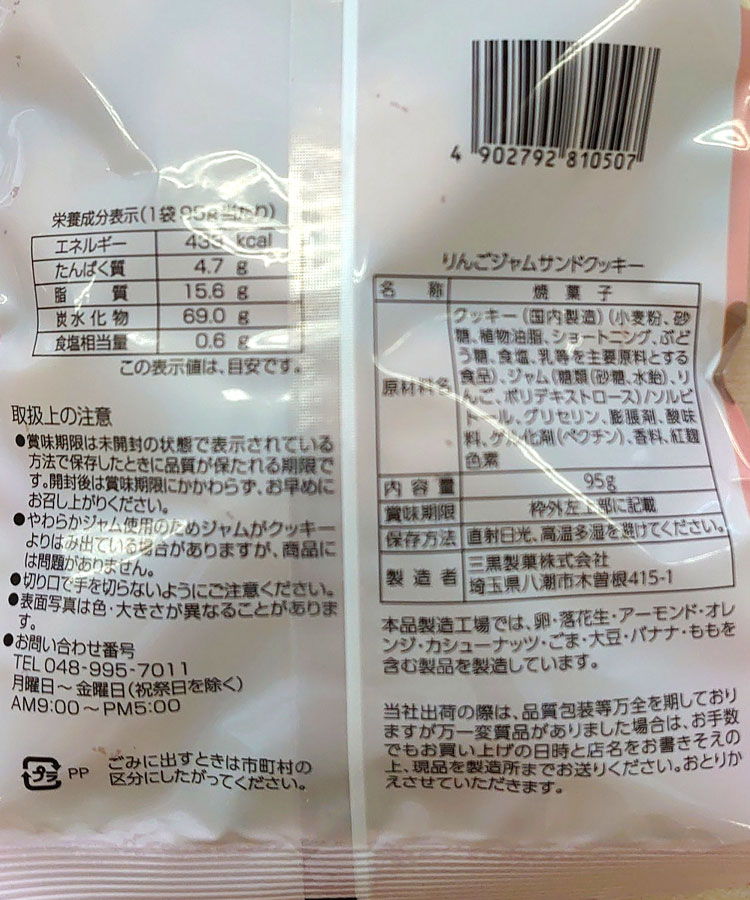 栄養成分表示(1袋95g当たり)
エネルギー 433 kcal
たんぱく質 4.7 g
脂 質 15.6 g
炭水化物 69.0 g
食塩相当量 0.6 g
この表示値は、目安です。
取扱上の注意
●賞味期限は未開封の状態で表示されている
方法で保存したときに品質が保たれる期限で
す。開封後は賞味期限にかかわらず、お早めに
お召し上がりください。
●やわらかジャム使用のためジャムがクッキー
よりはみ出ている場合がありますが、商品に
は問題がありません。
●切り口で手を切らないようにご注意ください。
●表面写真は色・大きさが異なることがありま
す。
●お問い合わせ番号
TEL 048-995-7011
月曜日～金曜日(祝祭日を除く)
AM9:00～PM5:00
プラ PP ごみに出すときは市町村の
区分にしたがってください。
4 902792 810507
りんごジャムサンドクッキー
名 称 焼菓子
原材料名 クッキー(国内製造)(小麦粉、砂
糖、植物油脂、ショートニング、ぶど
う糖、食塩、乳等を主要原料とする
食品)、ジャム(糖類(砂糖、水飴)、り
んご、ポリデキストロース)/ソルビ
トール、グリセリン、膨脹剤、酸味
料、ゲル化剤(ペクチン)、香料、紅麹
色素
内容量 95g
賞味期限 枠外左上部に記載
保存方法 直射日光、高温多湿を避けてください。
製造者 三黒製菓株式会社
埼玉県八潮市木曽根415-1
本品製造工場では、卵・落花生・アーモンド・オレ
ンジ・カシューナッツ・ごま・大豆・バナナ・ももを
含む製品を製造しています。
当社出荷の際は、品質包装等万全を期しており
ますが万一変質品がありました場合は、お手数
でもお買い上げの日時と店名をお書きそえの
上、現品を製造所までお送りください。おとりか
えさせていただきます。